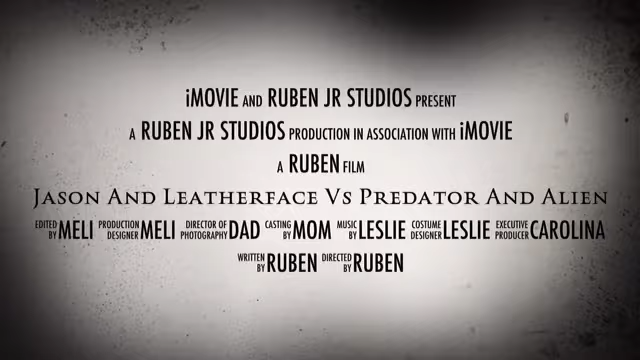 iMOVIE AND RUBEN JR STUDIOS PRESENT
A RUBEN JR STUDIOS PRODUCTION IN ASSOCIATION WITH iMOVIE
A RUBEN FILM
JASON AND LEATHERFACE VS PREDATOR AND ALIEN
EDITED BY MELI PRODUCTION DESIGNER MELI DIRECTOR OF PHOTOGRAPHY DAD CASTING BY MOM MUSIC BY LESLIE COSTUME DESIGNER LESLIE EXECUTIVE PRODUCER CAROLINA
WRITTEN BY RUBEN DIRECTED BY RUBEN